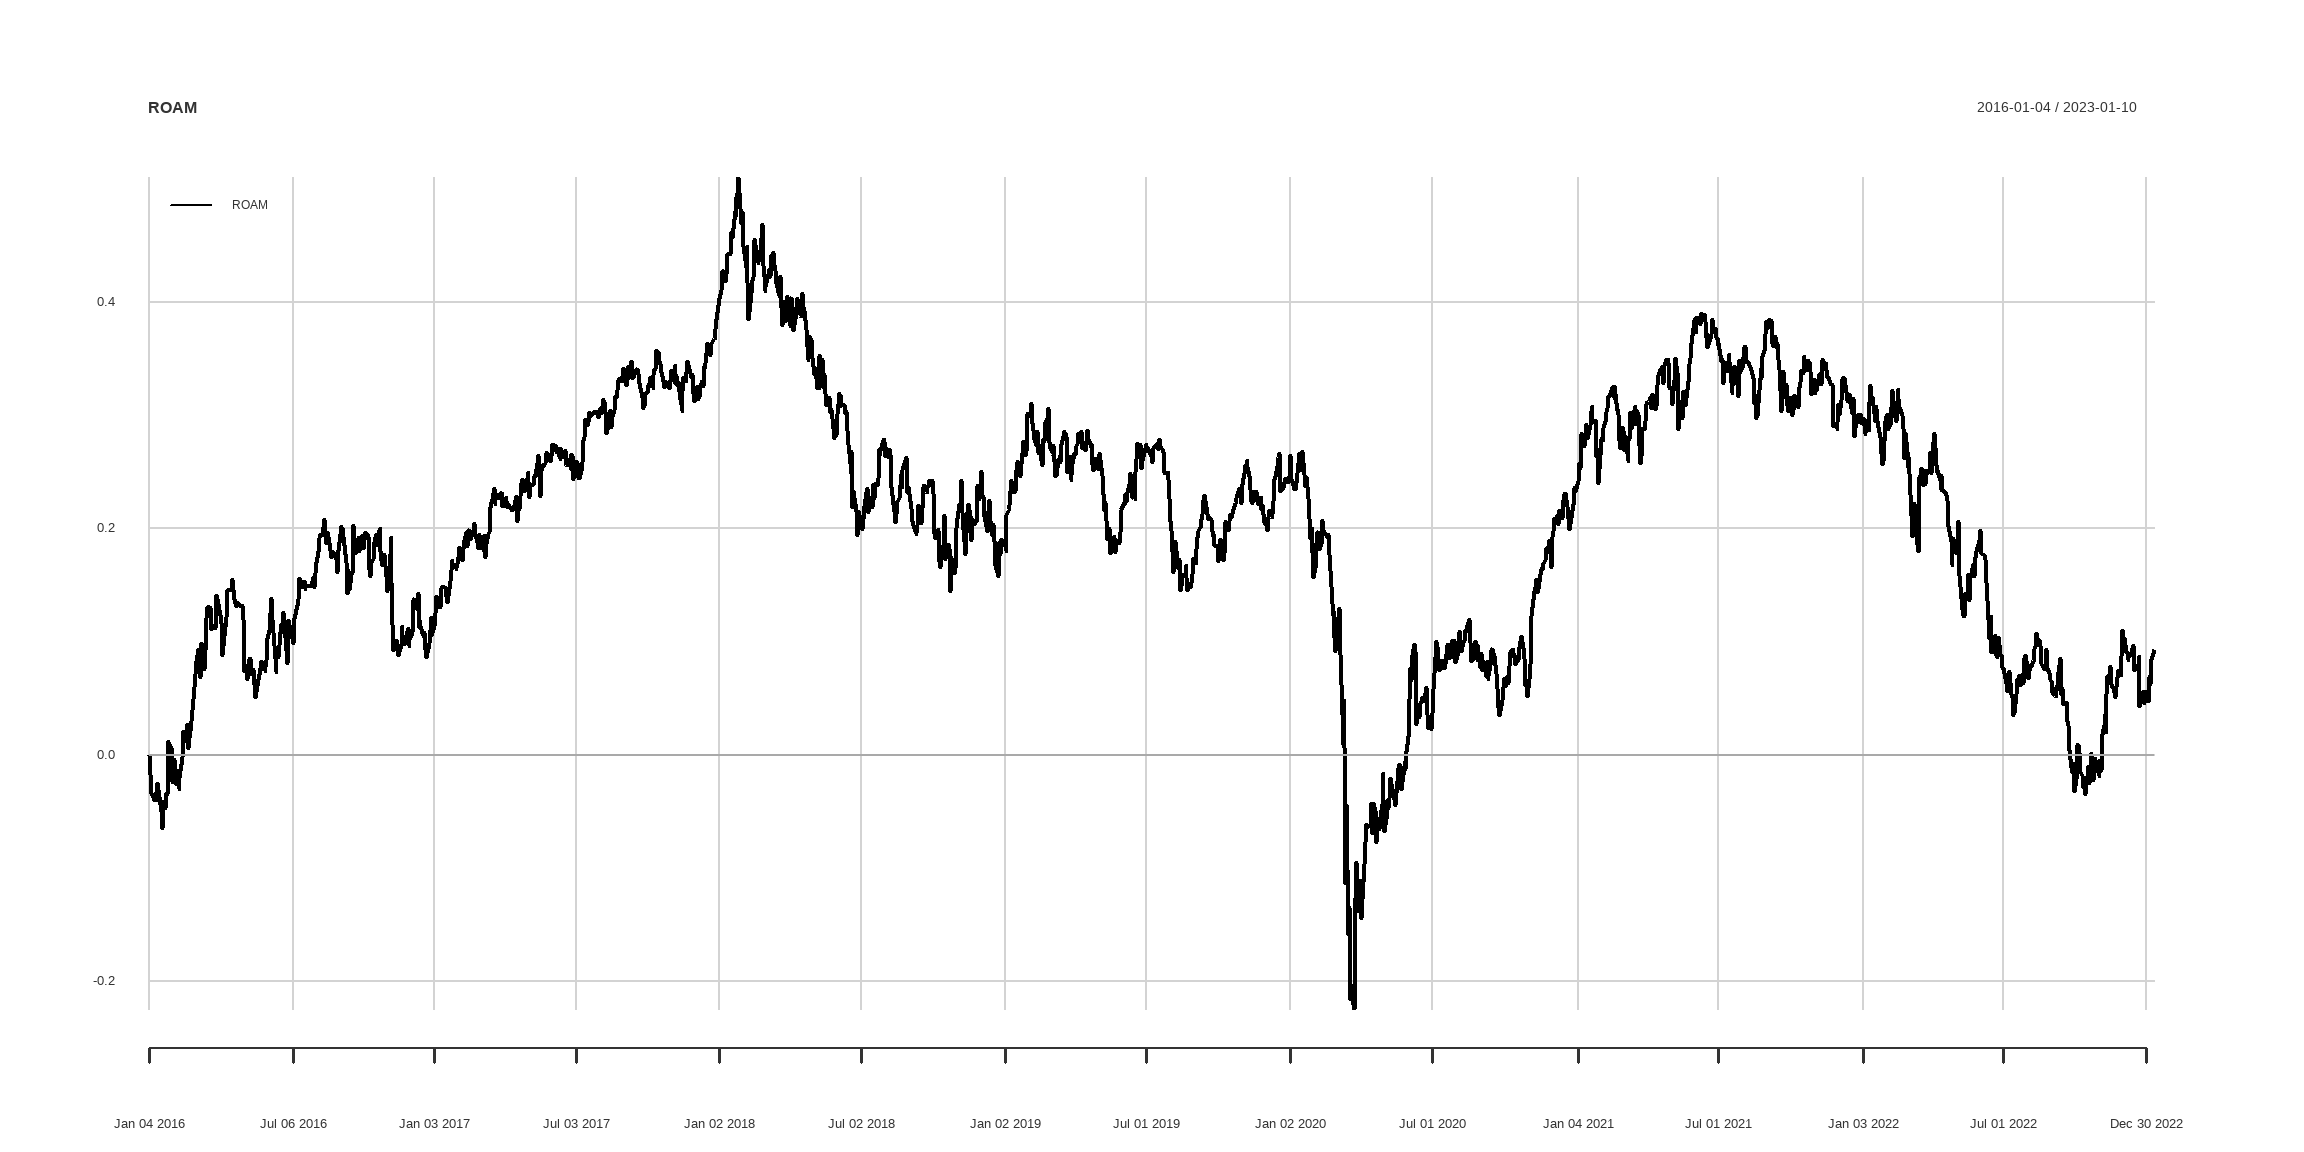 ROAM
2016-01-04 / 2023-01-10
ROAM
0.4
0.2
0.0
-0.2
Jan 04 2016
Jul 06 2016
Jan 03 2017
Jul 03 2017
Jan 02 2018
Jul 02 2018
Jan 02 2019
Jul 01 2019
Jan 02 2020
Jul 01 2020
Jan 04 2021
Jul 01 2021
Jan 03 2022
Jul 01 2022
Dec 30 2022